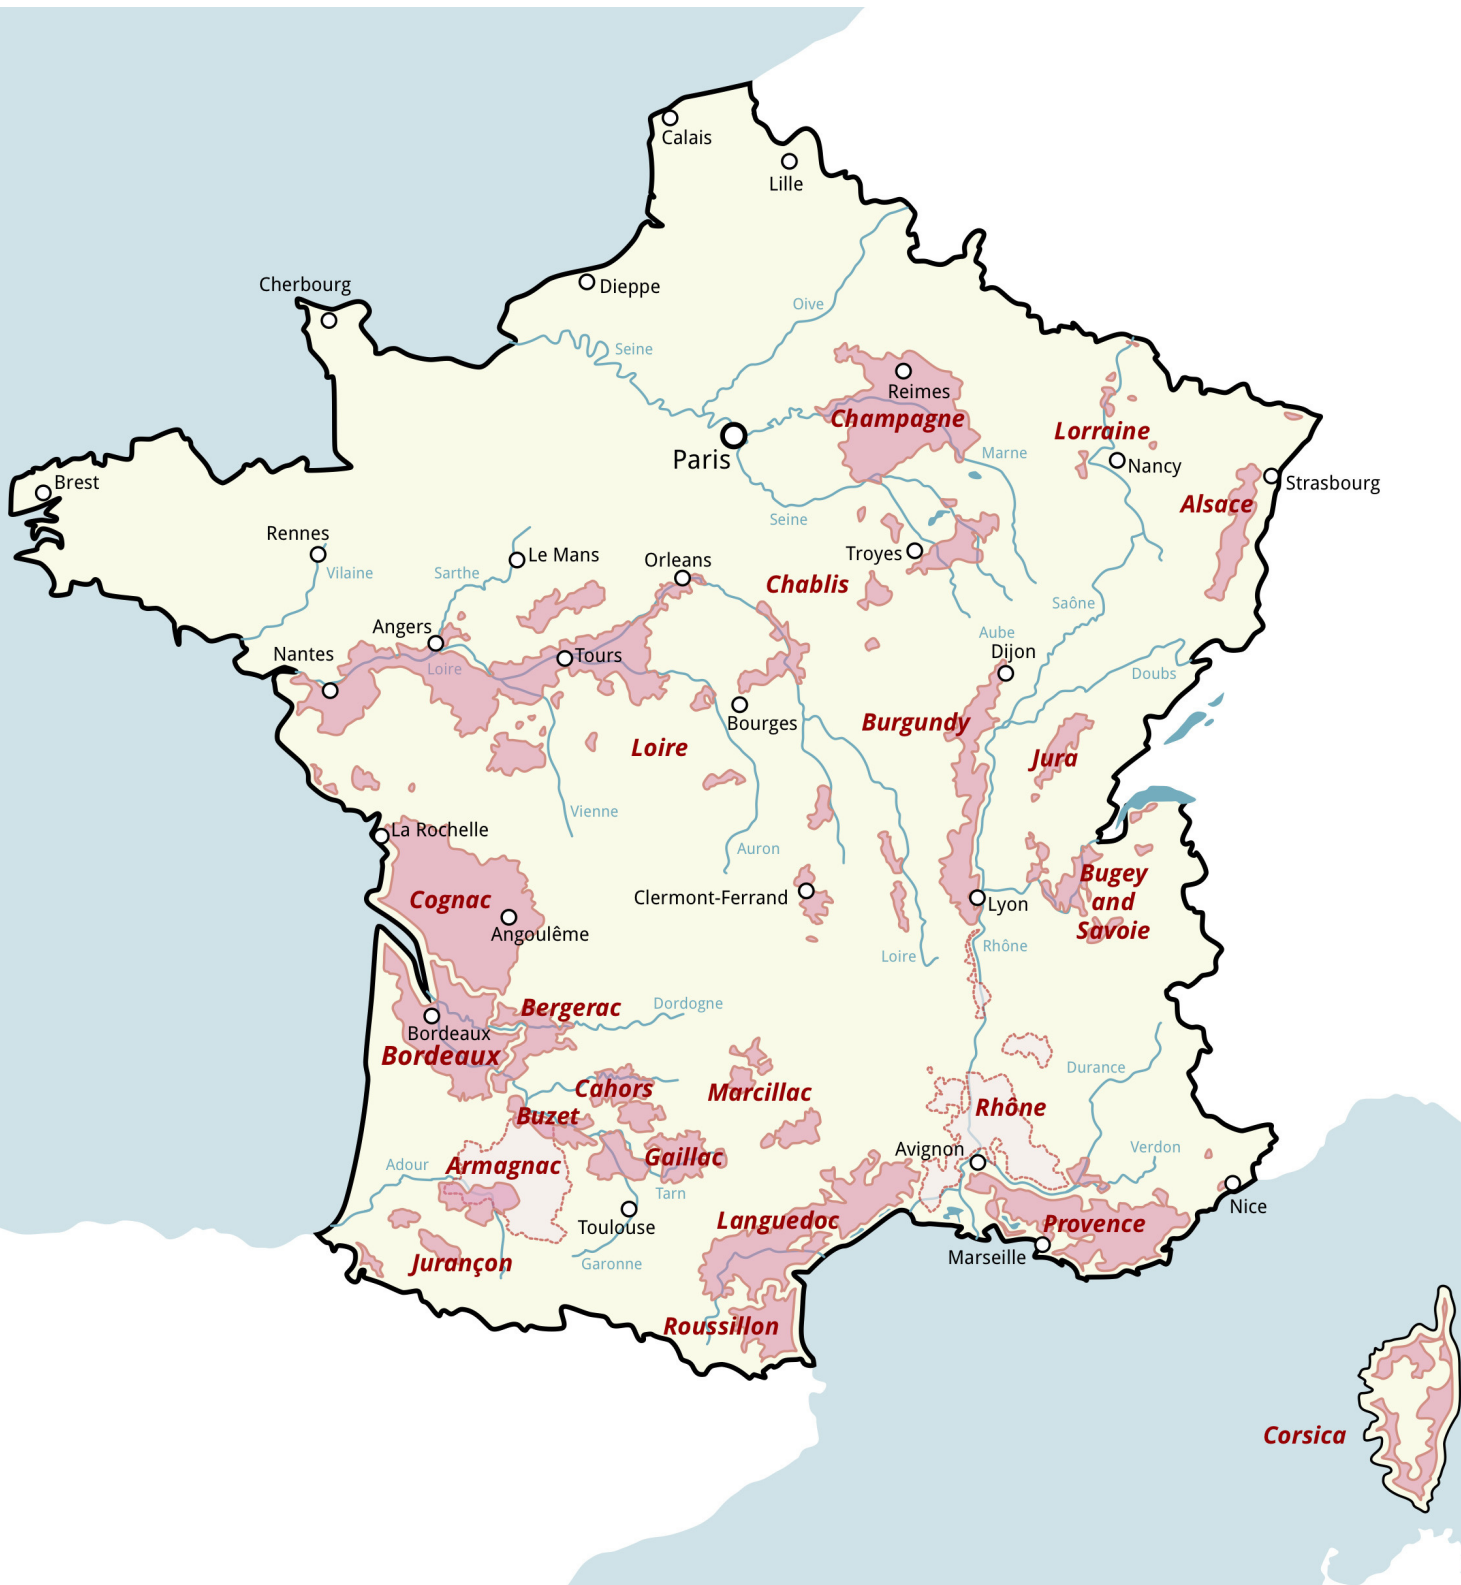 Calais
Lille
Cherbourg
Dieppe
Oive
Seine
Reimes
Champagne
Lorraine
Paris
Marne
Nancy
Brest
Strasbourg
Alsace
Seine
Rennes
Le Mans
Troyes
Orleans
Vilaine
Sarthe
Chablis
Saône
Angers
Aube
Dijon
Nantes
Tours
Loire
Doubs
Bourges
Burgundy
Loire
Jura
Vienne
La Rochelle
Auron
Bugey
and
Savoie
Cognac
Clermont-Ferrand
Lyon
Angoulême
Rhône
Loire
Bergerac
Dordogne
Bordeaux
Bordeaux
Durance
Cahors
Marcillac
Rhône
Buzet
Avignon
Verdon
Gaillac
Adour
Armagnac
Tarn
Nice
Toulouse
Languedoc
Provence
Marseille
Jurançon
Garonne
Roussillon
Corsica